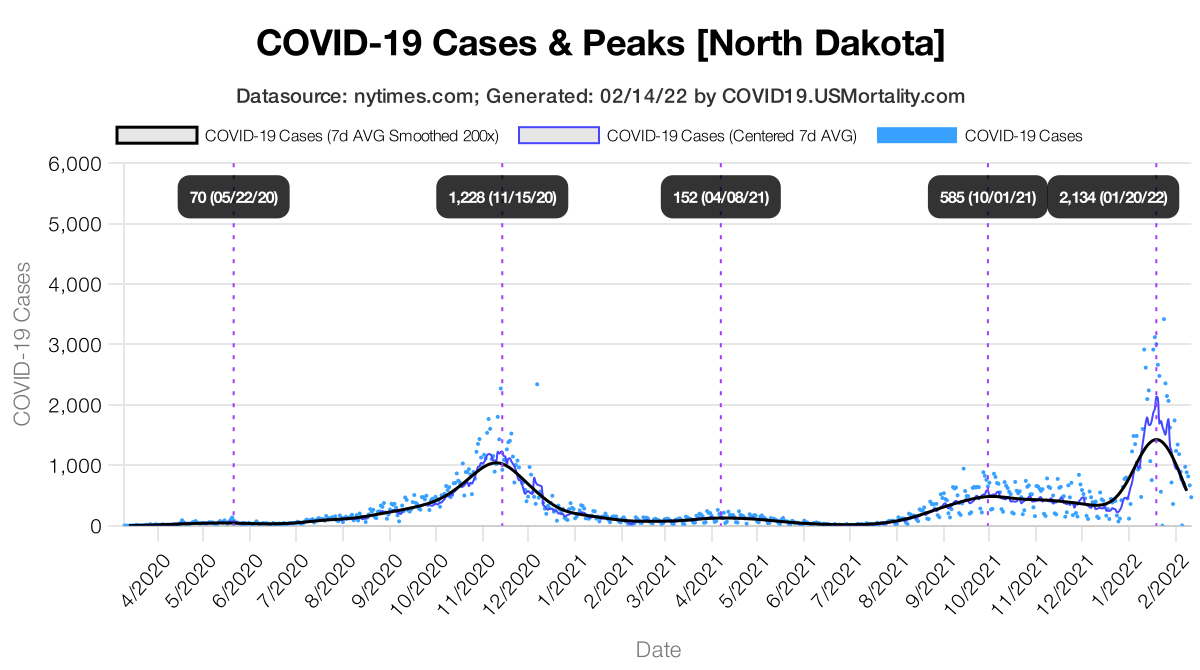 COVID-19 Cases & Peaks [North Dakota]
Datasource: nytimes.com; Generated: 02/14/22 by COVID19.USMortality.com
COVID-19 Cases (7d AVG Smoothed 200x) COVID-19 Cases (Centered 7d AVG) COVID-19 Cases
6,000
70 (05/22/20) 1,228 (11/15/20) 152 (04/08/21) 585 (10/01/21) 2,134 (01/20/22)
5,000
4,000
3,000
2,000
1,000
0
COVID-19 Cases
4/2020 5/2020 6/2020 7/2020 8/2020 9/2020 10/2020 11/2020 12/2020 1/2021 2/2021 3/2021 4/2021 5/2021 6/2021 7/2021 8/2021 9/2021 10/2021 11/2021 12/2021 1/2022 2/2022
Date